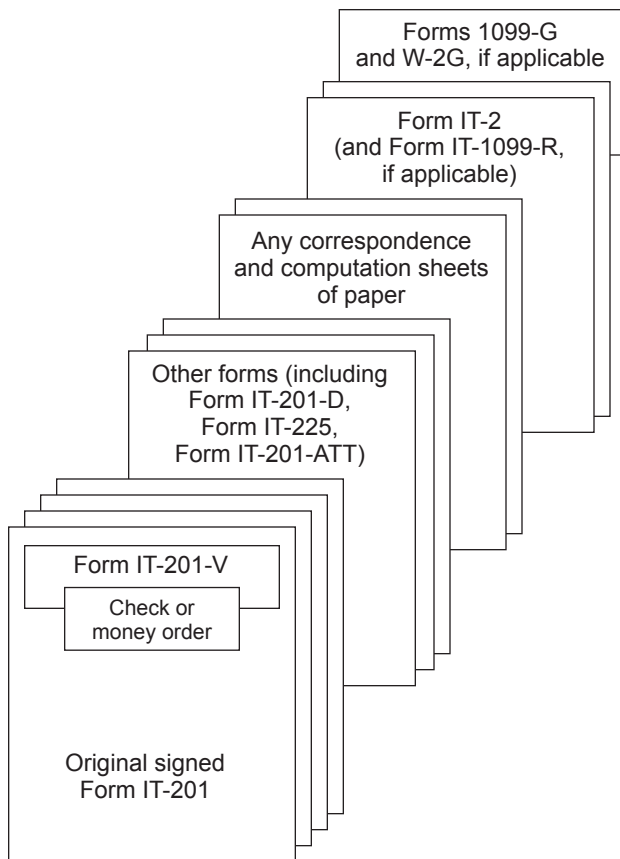 Forms 1099-G
and W-2G, if applicable
Form IT-2
(and Form IT-1099-R,
if applicable)
Any correspondence
and computation sheets
of paper
Other forms (including
Form IT-201-D,
Form IT-225,
Form IT-201-ATT)
Form IT-201-V
Check or
money order
Original signed
Form IT-201